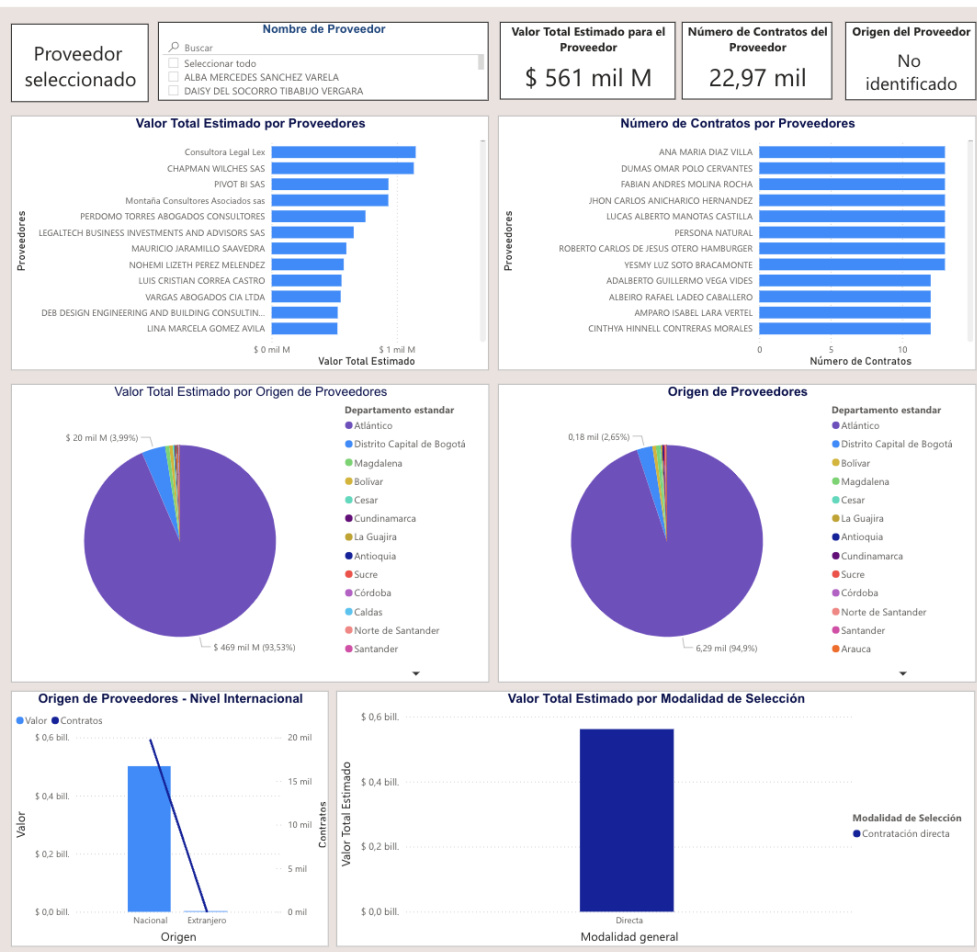 Proveedor
seleccionado
Nombre de Proveedor
Buscar
Seleccionar todo
ALBA MERCEDES SANCHEZ VARELA
DAISY DEL SOCORRO TIBABIJO VERGARA
Valor Total Estimado para el
Proveedor
$ 561 mil M
Número de Contratos del
Proveedor
22,97 mil
Origen del Proveedor
No
identificado
Valor Total Estimado por Proveedores
Proveedores
Consultora Legal Lex
CHAPMAN WILCHES SAS
PIVOT BI SAS
Montaña Consultores Asociados sas
PERDOMO TORRES ABOGADOS CONSULTORES
LEGALTECH BUSINESS INVESTMENTS AND ADVISORS SAS
MAURICIO JARAMILLO SAAVEDRA
NOHEMI LIZETH PEREZ MELENDEZ
LUIS CRISTIAN CORREA CASTRO
VARGAS ABOGADOS CIA LTDA
DEB DESIGN ENGINEERING AND BUILDING CONSULTIN...
LINA MARCELA GOMEZ AVILA
$ 0 mil M
$ 1 mil M
Valor Total Estimado
Número de Contratos por Proveedores
Proveedores
ANA MARIA DIAZ VILLA
DUMAS OMAR POLO CERVANTES
FABIAN ANDRES MOLINA ROCHA
JHON CARLOS ANICHARICO HERNANDEZ
LUCAS ALBERTO MANOTAS CASTILLA
PERSONA NATURAL
ROBERTO CARLOS DE JESUS OTERO HAMBURGER
YESMY LUZ SOTO BRACAMONTE
ADALBERTO GUILLERMO VEGA VIDES
ALBEIRO RAFAEL LADEO CABALLERO
AMPARO ISABEL LARA VERTEL
CINTHYA HINNELL CONTRERAS MORALES
0
5
10
Número de Contratos
Valor Total Estimado por Origen de Proveedores
$ 20 mil M (3,99%)
$ 469 mil M (93,53%)
Departamento estandar
Atlántico
Distrito Capital de Bogotá
Magdalena
Bolívar
Cesar
Cundinamarca
La Guajira
Antioquia
Sucre
Córdoba
Caldas
Norte de Santander
Santander
Origen de Proveedores
0,18 mil (2,65%)
6,29 mil (94,9%)
Departamento estandar
Atlántico
Distrito Capital de Bogotá
Bolívar
Magdalena
Cesar
La Guajira
Antioquia
Cundinamarca
Sucre
Córdoba
Norte de Santander
Santander
Arauca
Origen de Proveedores - Nivel Internacional
Valor
Contratos
Valor
$ 0,6 bill.
$ 0,4 bill.
$ 0,2 bill.
$ 0,0 bill.
20 mil
15 mil
10 mil
5 mil
0 mil
Contratos
Nacional
Extranjero
Origen
Valor Total Estimado por Modalidad de Selección
Valor Total Estimado
$ 0,6 bill.
$ 0,4 bill.
$ 0,2 bill.
$ 0,0 bill.
Directa
Modalidad general
Modalidad de Selección
Contratación directa